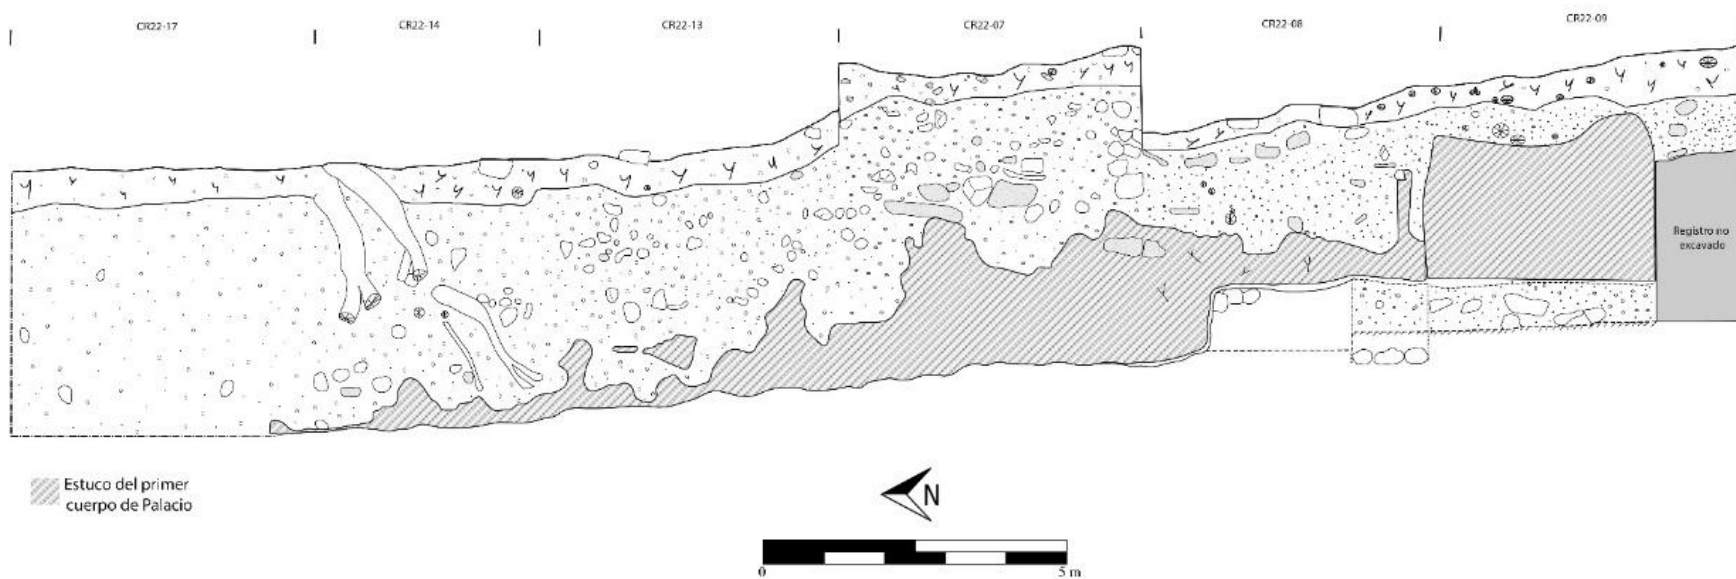 CR22-17
CR22-14
CR22-13
CR22-07
CR22-08
CR22-09
Registro no
excavado
Estuco del primer
cuerpo de Palacio
N
0
5 m